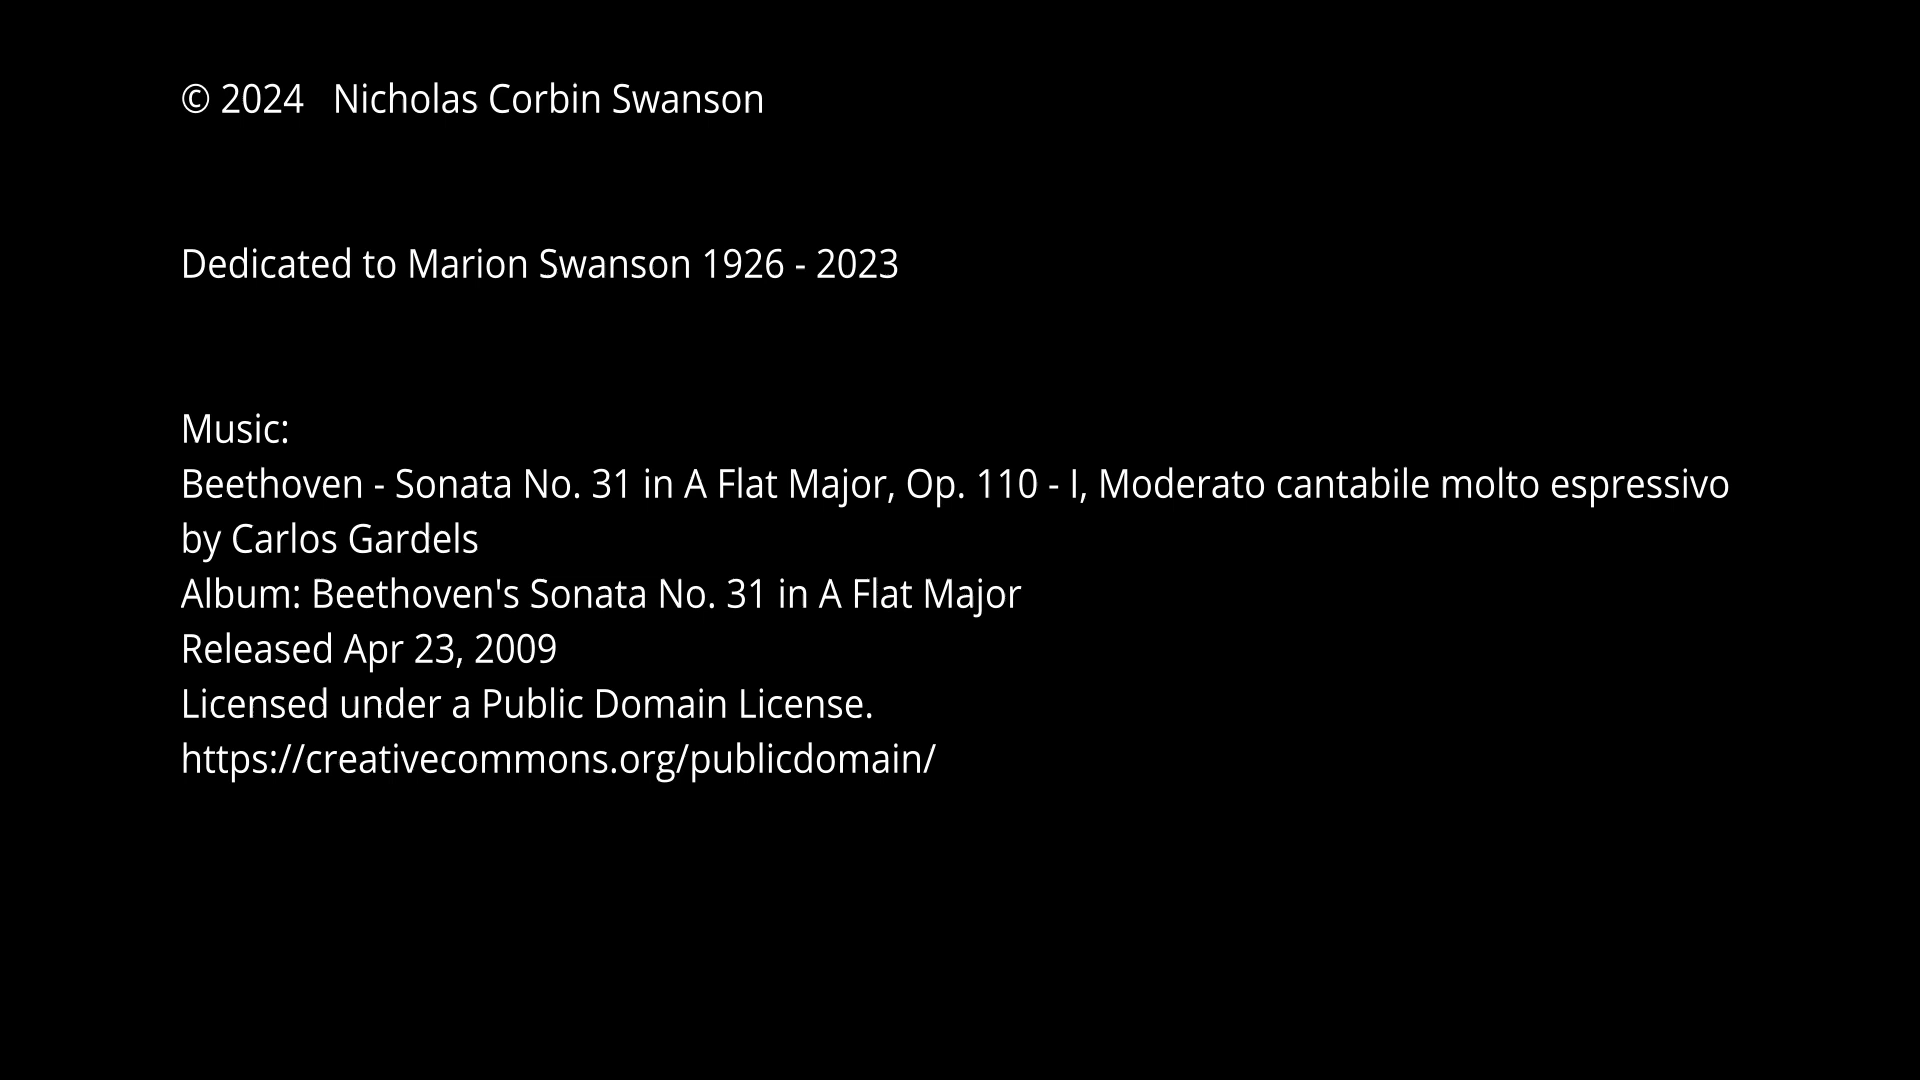 © 2024   Nicholas Corbin Swanson
Dedicated to Marion Swanson 1926 - 2023
Music:
Beethoven - Sonata No. 31 in A Flat Major, Op. 110 - I, Moderato cantabile molto espressivo
by Carlos Gardels
Album: Beethoven's Sonata No. 31 in A Flat Major
Released Apr 23, 2009
Licensed under a Public Domain License.
https://creativecommons.org/publicdomain/